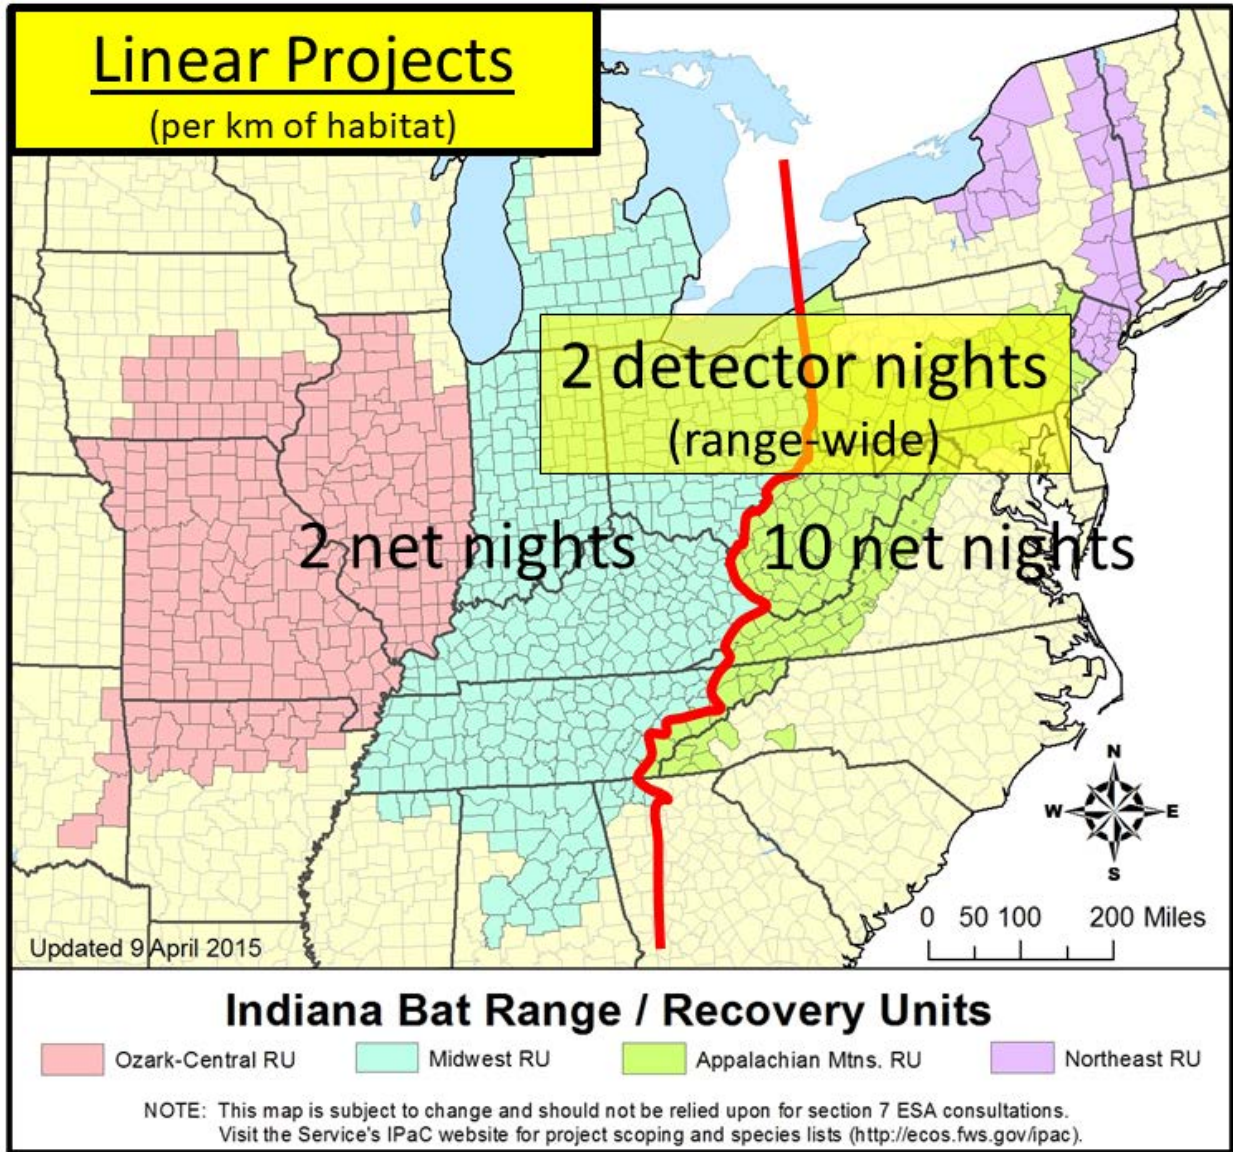 Linear Projects
(per km of habitat)
2 detector nights
(range-wide)
2 net nights
10 net nights
N
W
E
S
0 50 100 200 Miles
Updated 9 April 2015
Indiana Bat Range / Recovery Units
Ozark-Central RU
Midwest RU
Appalachian Mtns. RU
Northeast RU
NOTE: This map is subject to change and should not be relied upon for section 7 ESA consultations.
Visit the Service's IPaC website for project scoping and species lists (http://ecos.fws.gov/ipac).